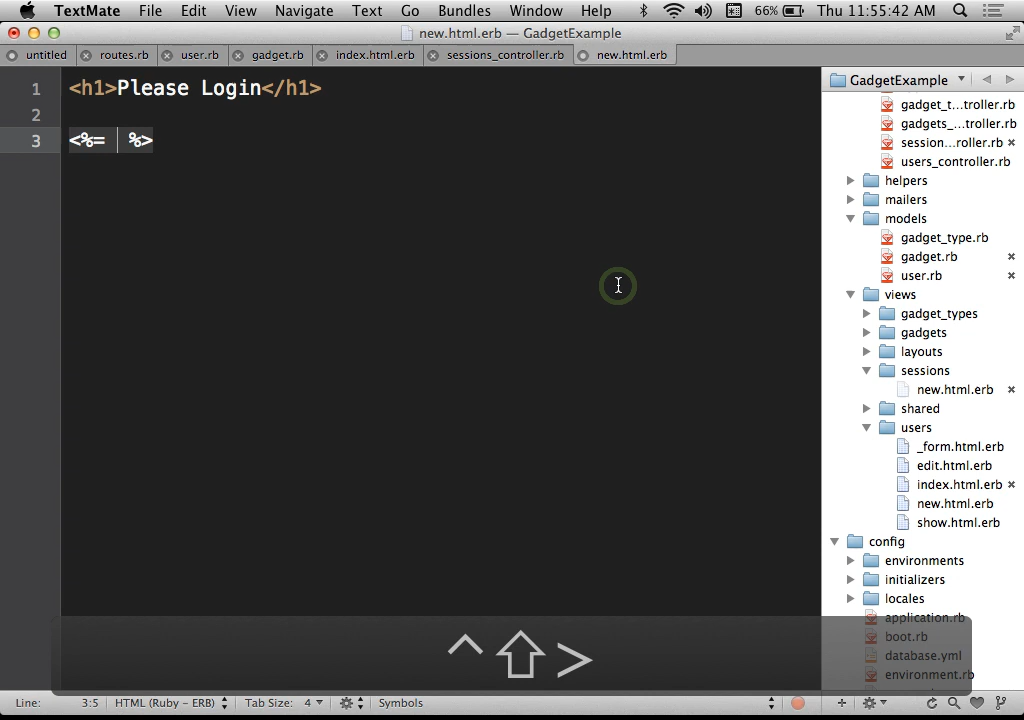 TextMate File Edit View Navigate Text Go Bundles Window Help 66% Thu 11:55:42 AM
new.html.erb — GadgetExample
untitled routes.rb user.rb gadget.rb index.html.erb sessions_controller.rb new.html.erb
1 <h1>Please Login</h1>
2
3 <%= %>
GadgetExample
gadget_t...troller.rb
gadgets_...troller.rb
session...roller.rb
users_controller.rb
helpers
mailers
models
gadget_type.rb
gadget.rb
user.rb
views
gadget_types
gadgets
layouts
sessions
new.html.erb
shared
users
_form.html.erb
edit.html.erb
index.html.erb
new.html.erb
show.html.erb
config
environments
initializers
locales
application.rb
boot.rb
database.yml
environment.rb
^⇧>
Line: 3:5 HTML (Ruby – ERB) Tab Size: 4 Symbols